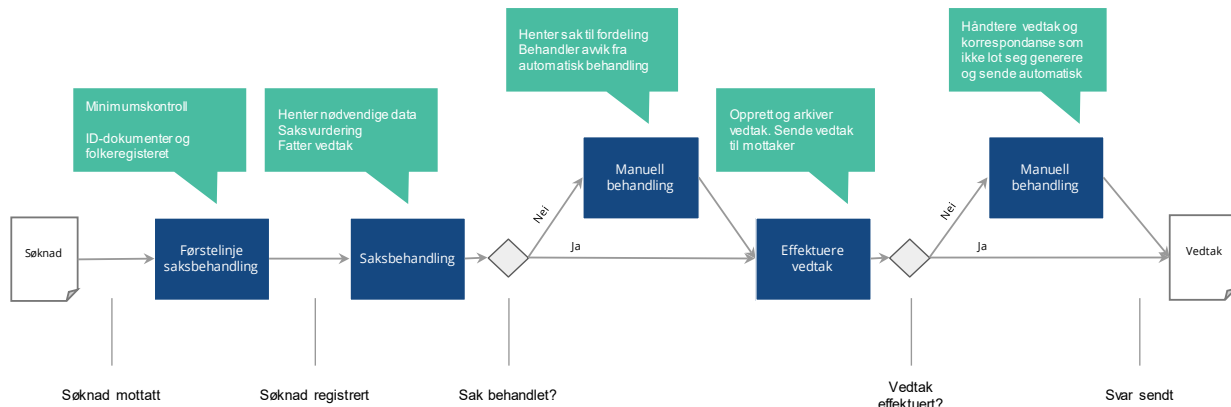 Minimumskontroll
ID-dokumenter og
folkeregisteret
Henter nødvendige data
Saksvurdering
Fatter vedtak
Henter sak til fordeling
Behandler avvik fra
automatisk behandling
Opprett og arkiver
vedtak. Sende vedtak
til mottaker
Håndtere vedtak og
korrespondanse som
ikke lot seg generere
og sende automatisk
Søknad
Førstelinje
saksbehandling
Saksbehandling
Nei
Ja
Manuell
behandling
Effektuere
vedtak
Nei
Ja
Manuell
behandling
Vedtak
Søknad mottatt
Søknad registrert
Sak behandlet?
Vedtak
effektuert?
Svar sendt